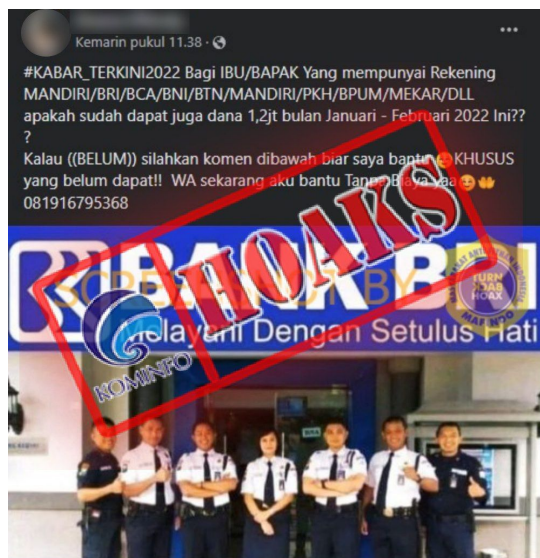 Kemarin pukul 11.38 ·
#KABAR_TERKINI2022 Bagi IBU/BAPAK Yang mempunyai Rekening
MANDIRI/BRI/BCA/BNI/BTN/MANDIRI/PKH/BPUM/MEKAR/DLL
apakah sudah dapat juga dana 1,2jt bulan Januari - Februari 2022 Ini??
?
Kalau ((BELUM)) silahkan komen dibawah biar saya bantu KHUSUS
yang belum dapat!! WA sekarang aku bantu Tanpa Biaya yaa
081916795368
HOAKS
KOMINFO
BANK BRI
SCREENSHOT BY
TURN
BACK
HOAX
MAFINDO
Melayani Dengan Setulus Hati